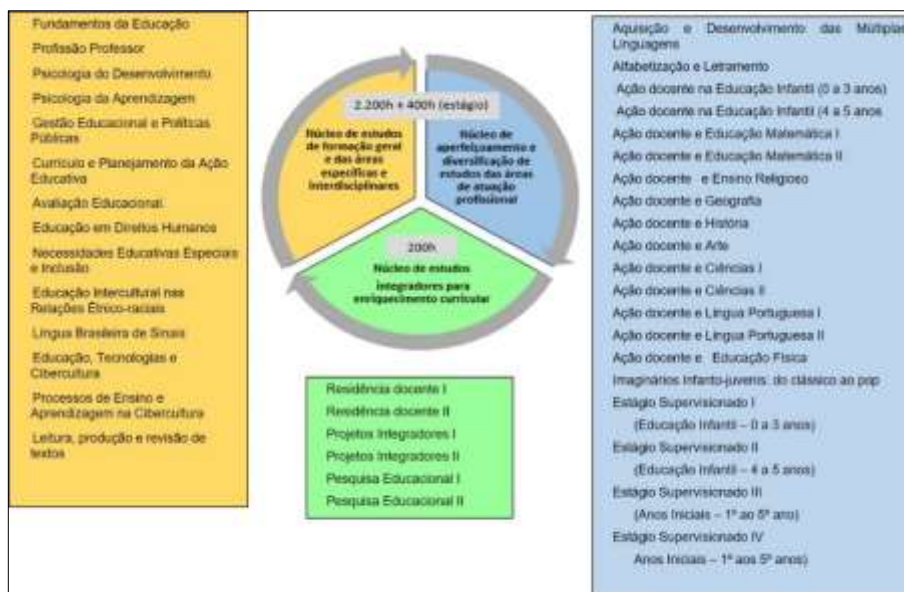 Fundamentos da Educação
Profissão Professor
Psicologia do Desenvolvimento
Psicologia da Aprendizagem
Gestão Educacional e Políticas
Públicas
Currículo e Planejamento da Ação
Educativa
Avaliação Educacional
Educação em Direitos Humanos
Necessidades Educativas Especiais
e Inclusão
Educação Intercultural nas
Relações Étnico-raciais
Língua Brasileira de Sinais
Educação, Tecnologias e
Cibercultura
Processos de Ensino e
Aprendizagem na Cibercultura
Leitura, produção e revisão de
textos
2.200h + 400h (estágio)
Núcleo de estudos
de formação geral
e das áreas
específicas e
interdisciplinares
Núcleo de
aperfeiçoamento e
diversificação de
estudos das áreas
de atuação
profissional
200h
Núcleo de estudos
integradores para
enriquecimento curricular
Residência docente I
Residência docente II
Projetos Integradores I
Projetos Integradores II
Pesquisa Educacional I
Pesquisa Educacional II
Aquisição e Desenvolvimento das Múltiplas
Linguagens
Alfabetização e Letramento
Ação docente na Educação Infantil (0 a 3 anos)
Ação docente na Educação Infantil (4 a 5 anos
Ação docente e Educação Matemática I
Ação docente e Educação Matemática II
Ação docente e Ensino Religioso
Ação docente e Geografia
Ação docente e História
Ação docente e Arte
Ação docente e Ciências I
Ação docente e Ciências II
Ação docente e Língua Portuguesa I
Ação docente e Língua Portuguesa II
Ação docente e Educação Física
Imaginários Infanto-juvenis: do clássico ao pop
Estágio Supervisionado I
(Educação Infantil – 0 a 3 anos)
Estágio Supervisionado II
(Educação Infantil – 4 a 5 anos)
Estágio Supervisionado III
(Anos Iniciais – 1º ao 5º ano)
Estágio Supervisionado IV
Anos Iniciais – 1º aos 5º anos)